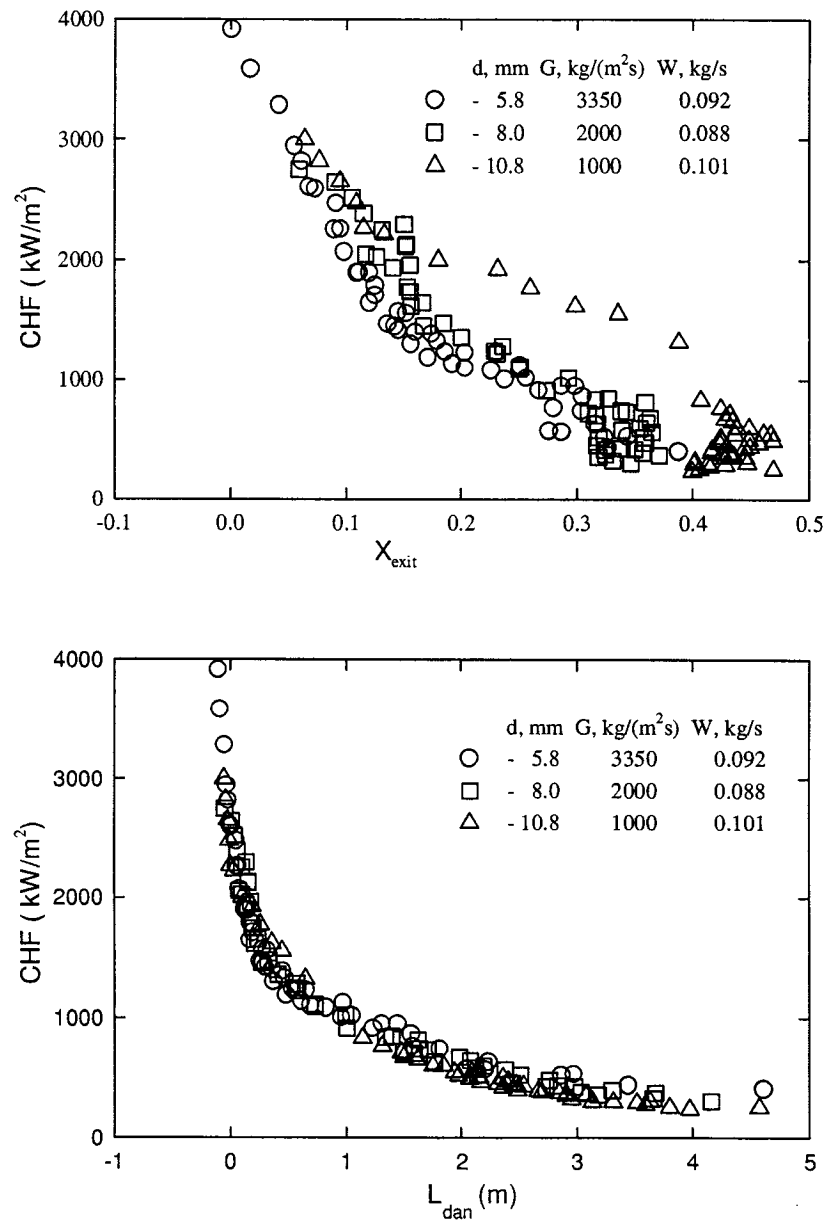 4000
3000
2000
1000
0
CHF ( kW/m²)
d, mm G, kg/(m²s) W, kg/s
- 5.8 3350 0.092
- 8.0 2000 0.088
- 10.8 1000 0.101
-0.1 0.0 0.1 0.2 0.3 0.4 0.5
X_exit
4000
3000
2000
1000
0
CHF ( kW/m²)
d, mm G, kg/(m²s) W, kg/s
- 5.8 3350 0.092
- 8.0 2000 0.088
- 10.8 1000 0.101
-1 0 1 2 3 4 5
L_dan (m)